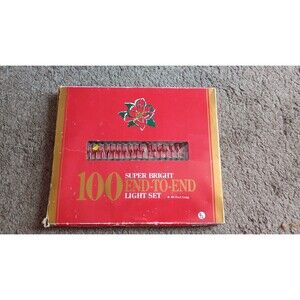 100
SUPER BRIGHT
END-TO-END
LIGHT SET